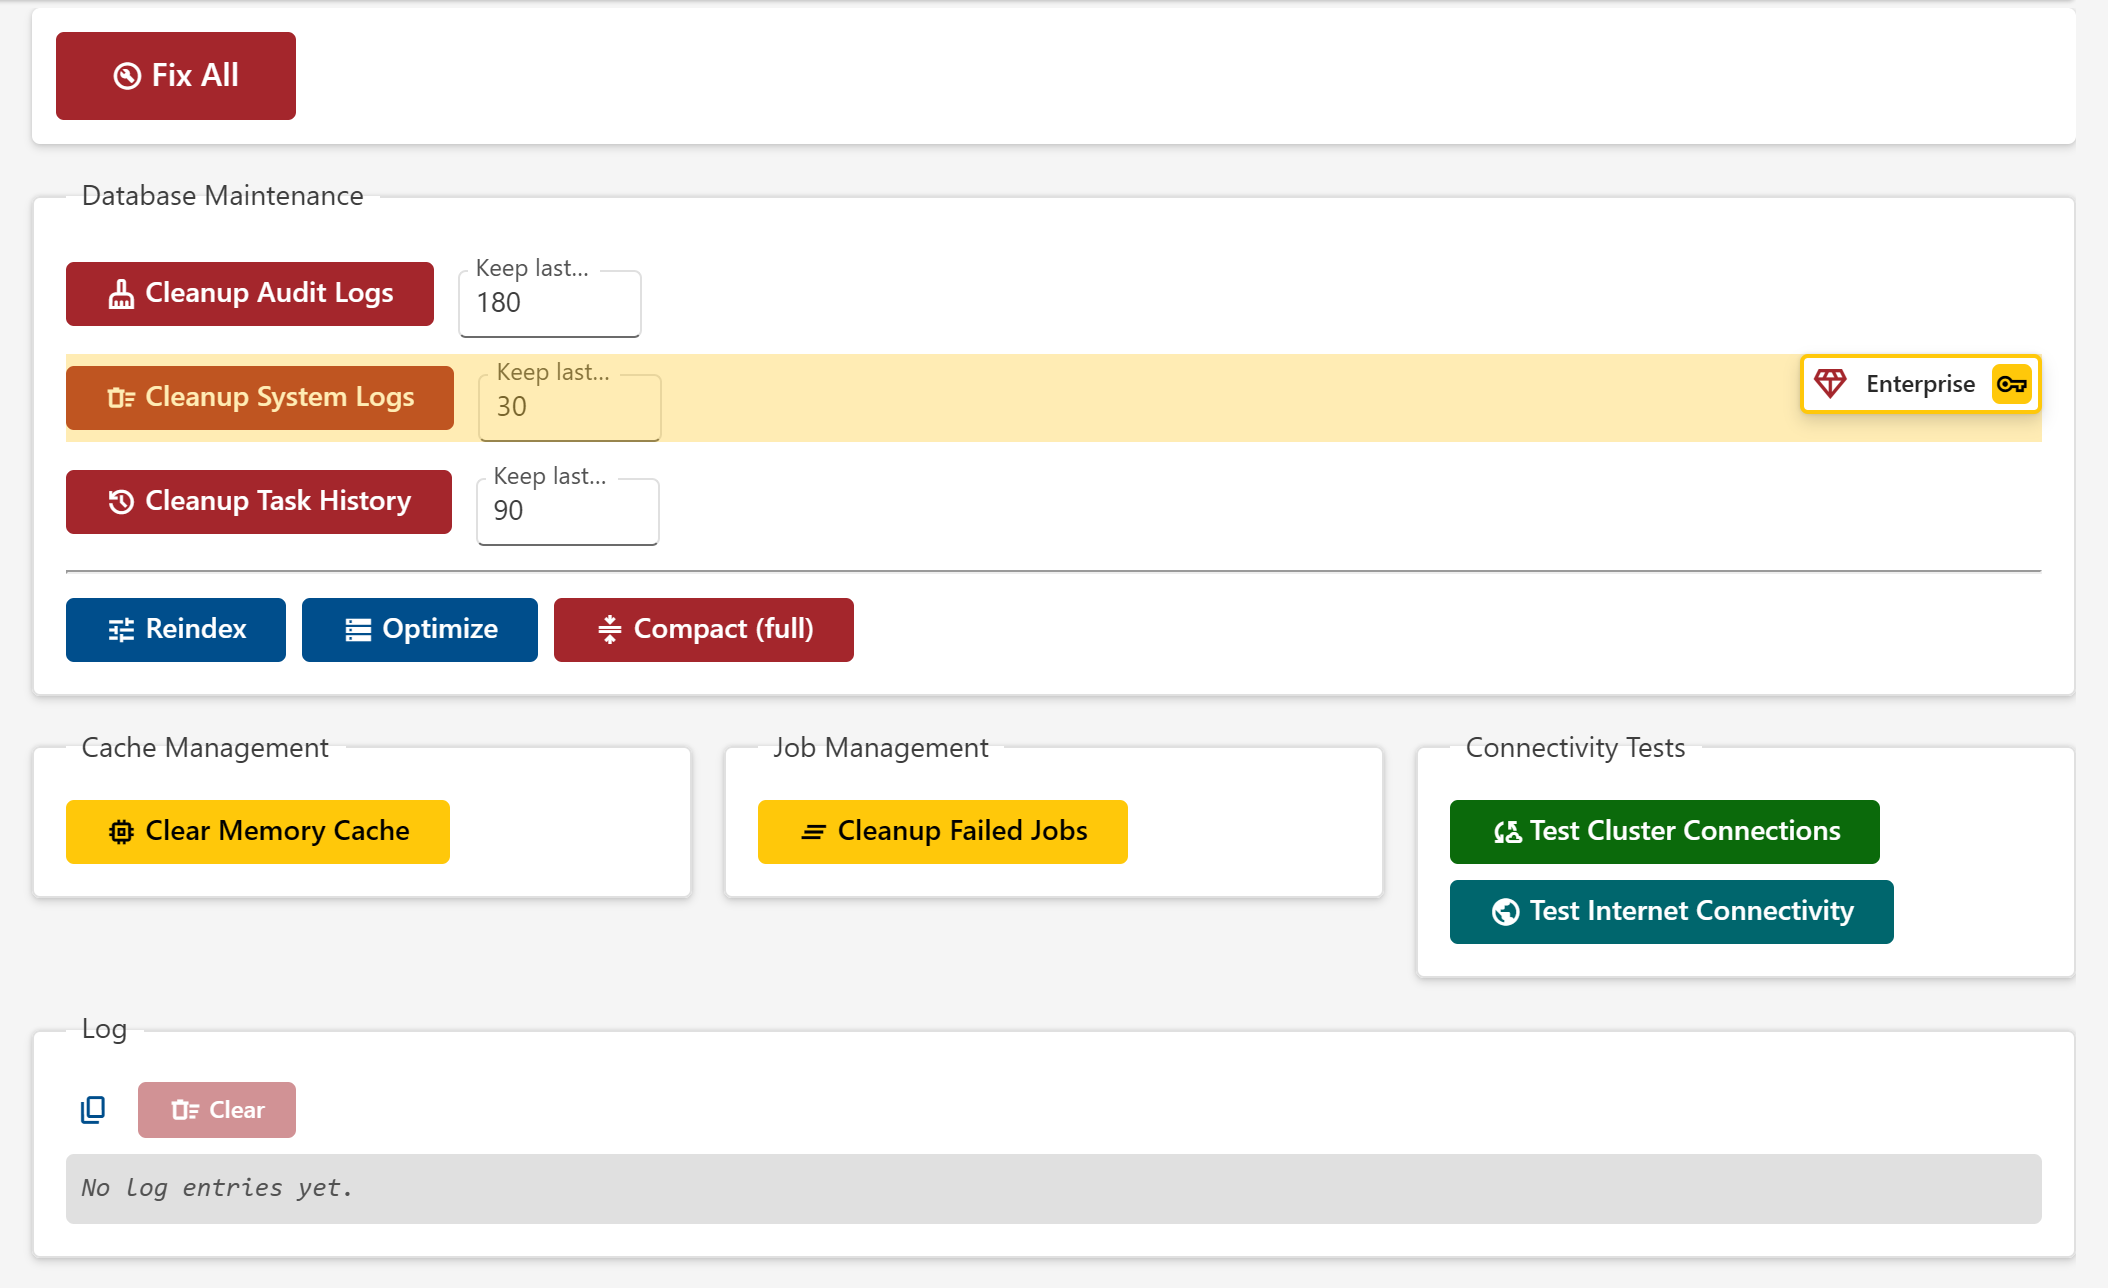 Fix All
Database Maintenance
Cleanup Audit Logs
Keep last...
180
Cleanup System Logs
Keep last...
30
Enterprise
Cleanup Task History
Keep last...
90
Reindex
Optimize
Compact (full)
Cache Management
Clear Memory Cache
Job Management
Cleanup Failed Jobs
Connectivity Tests
Test Cluster Connections
Test Internet Connectivity
Log
Clear
No log entries yet.